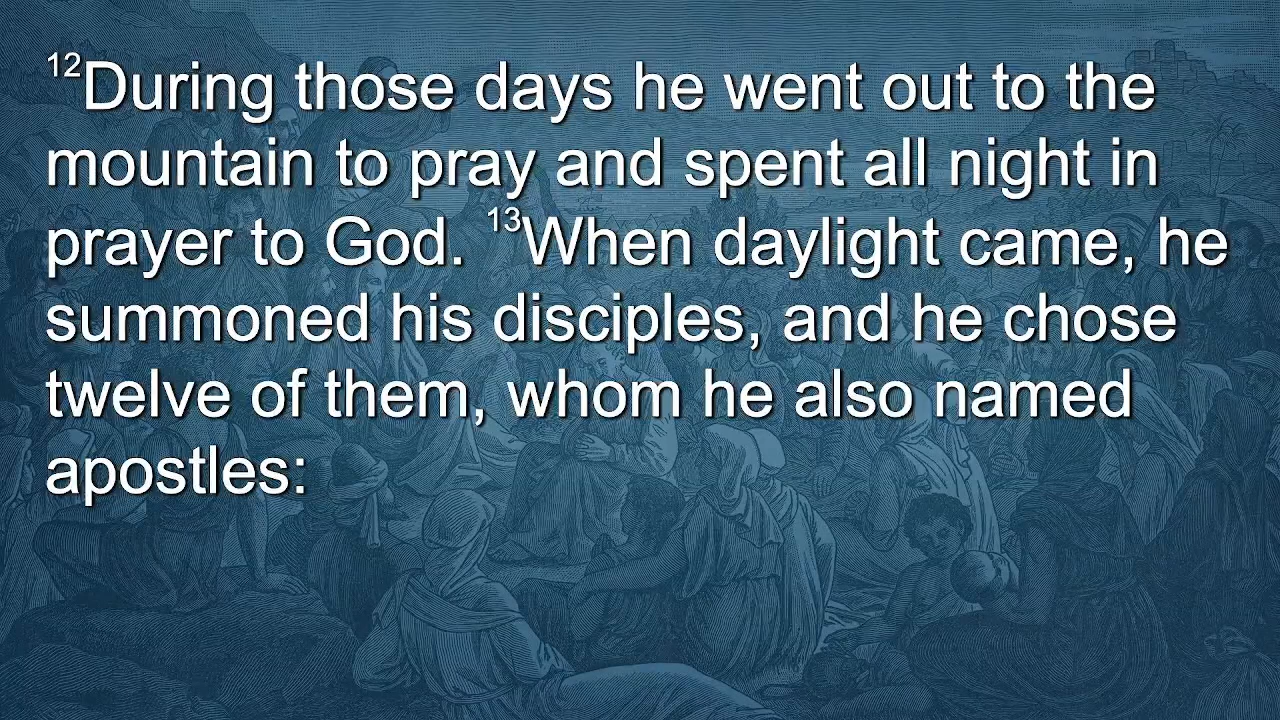 12During those days he went out to the
mountain to pray and spent all night in
prayer to God. 13When daylight came, he
summoned his disciples, and he chose
twelve of them, whom he also named
apostles: